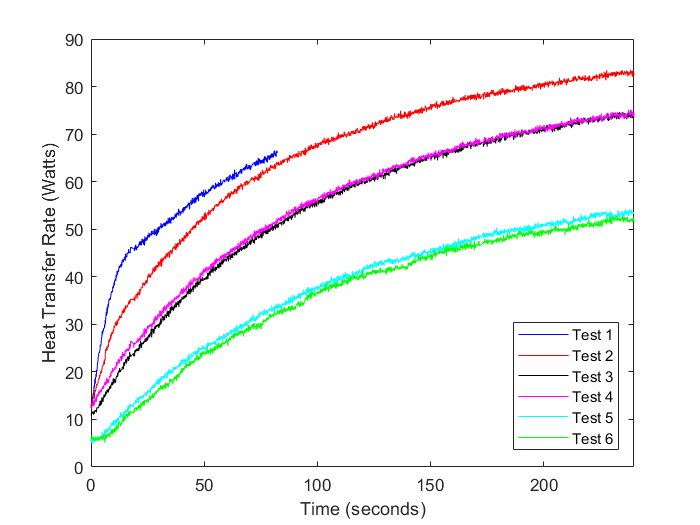 90
80
70
60
50
40
30
20
10
0
Heat Transfer Rate (Watts)
0 50 100 150 200
Time (seconds)
Test 1
Test 2
Test 3
Test 4
Test 5
Test 6